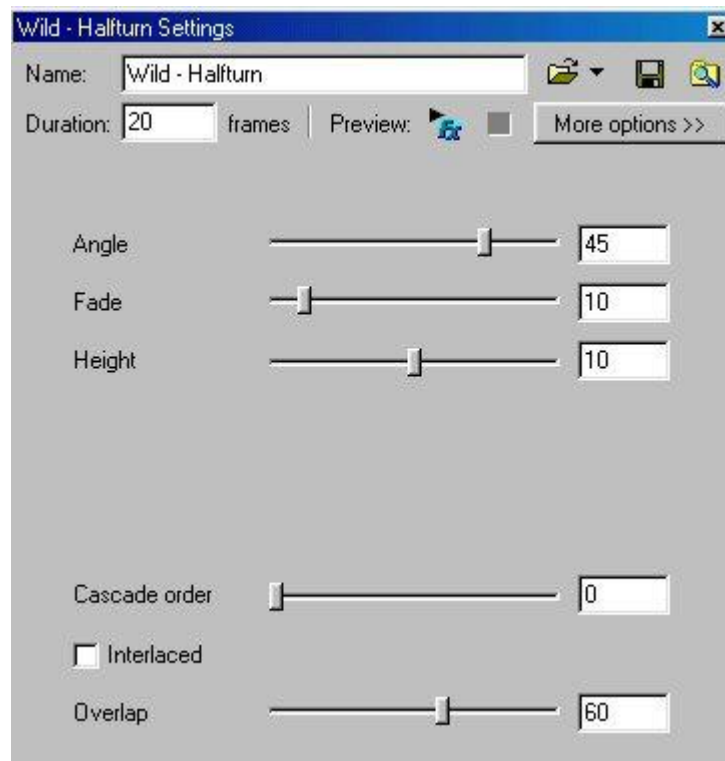 Wild - Halfturn Settings
Name: Wild - Halfturn
Duration: 20 frames Preview: fx More options >>
Angle 45
Fade 10
Height 10
Cascade order 0
Interlaced
Overlap 60